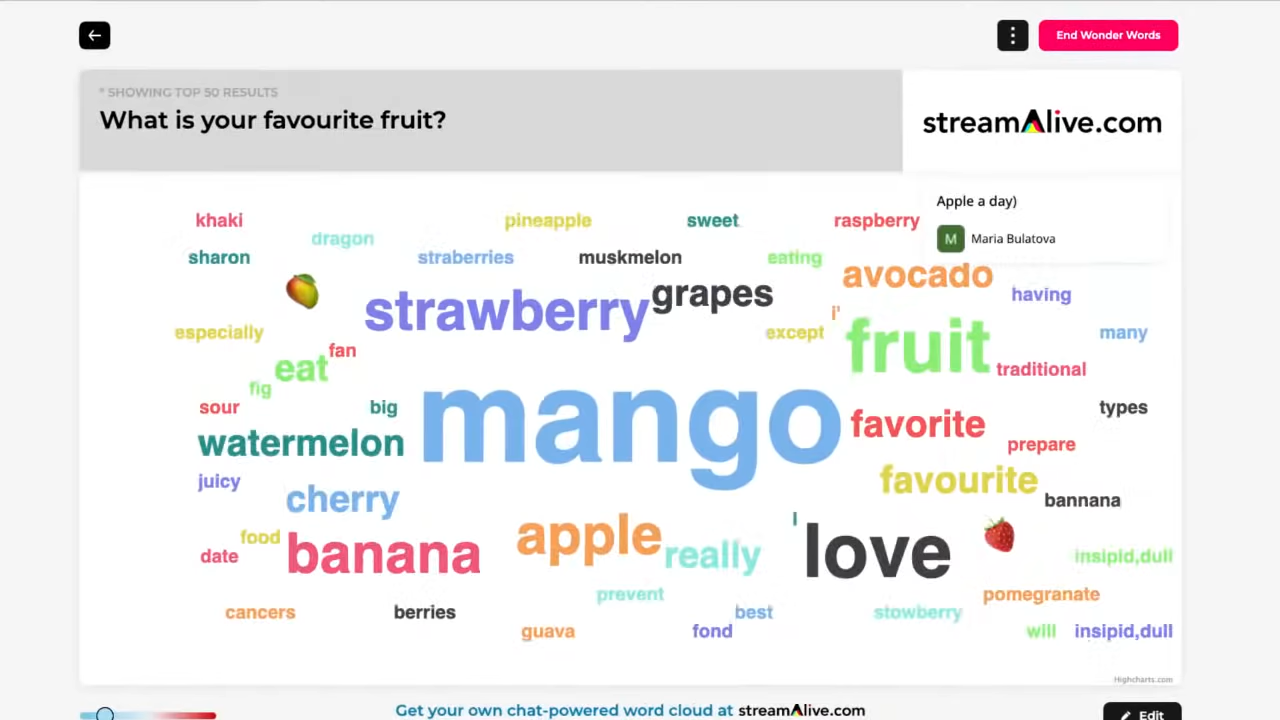 End Wonder Words
* SHOWING TOP 50 RESULTS
What is your favourite fruit?
streamAlive.com
Apple a day)
M Maria Bulatova
khaki
pineapple
sweet
raspberry
dragon
sharon
straberries
muskmelon
eating
avocado
strawberry
grapes
having
i'
especially
except
fruit
many
fan
eat
traditional
fig
sour
big
mango
favorite
types
watermelon
prepare
juicy
favourite
cherry
bannana
I
food
apple
love
date
banana
really
insipid,dull
prevent
pomegranate
cancers
berries
best
stowberry
guava
fond
will
insipid,dull
Highcharts.com
Get your own chat-powered word cloud at streamAlive.com
Edit